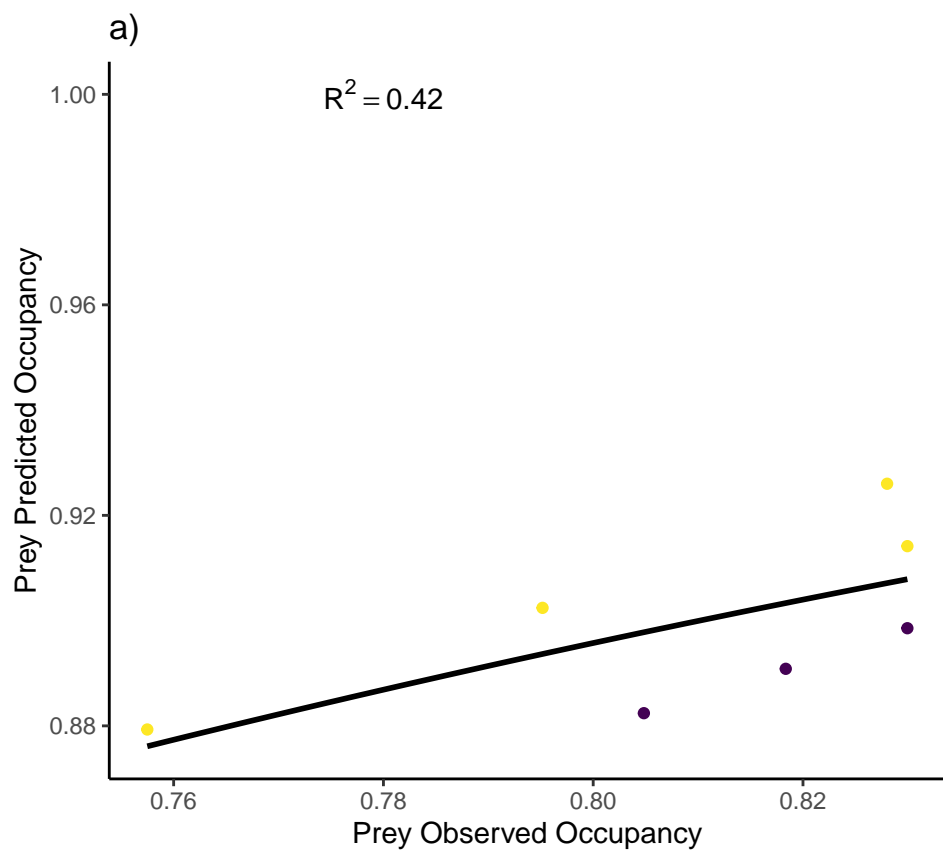 a)
R² = 0.42
1.00
0.96
0.92
0.88
Prey Predicted Occupancy
0.76 0.78 0.80 0.82
Prey Observed Occupancy